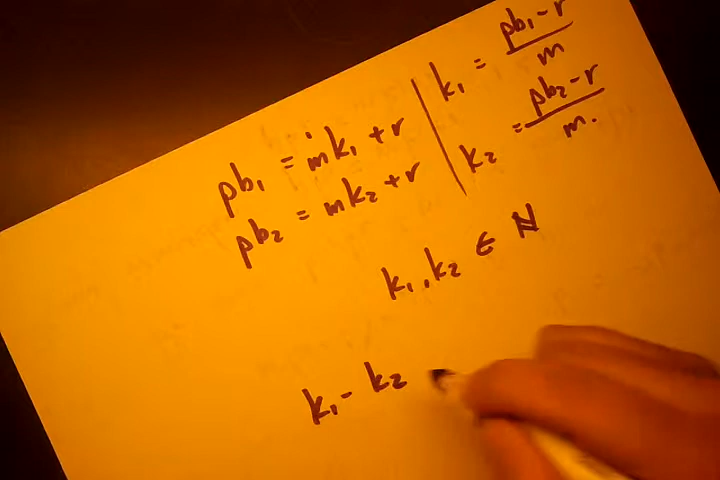 pb₁ = mk₁ + r | k₁ = (pb₁ - r)/m
pb₂ = mk₂ + r | k₂ = (pb₂ - r)/m.
k₁, k₂ ∈ ℕ
k₁ - k₂